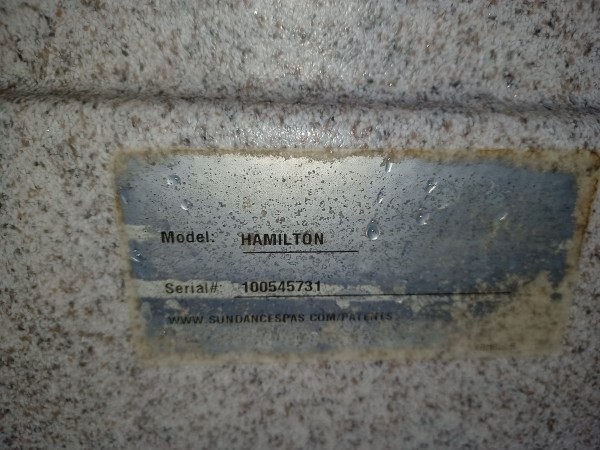 Model: HAMILTON
Serial#: 100545731
WWW.SUNDANCESPAS.COM/PATENTS